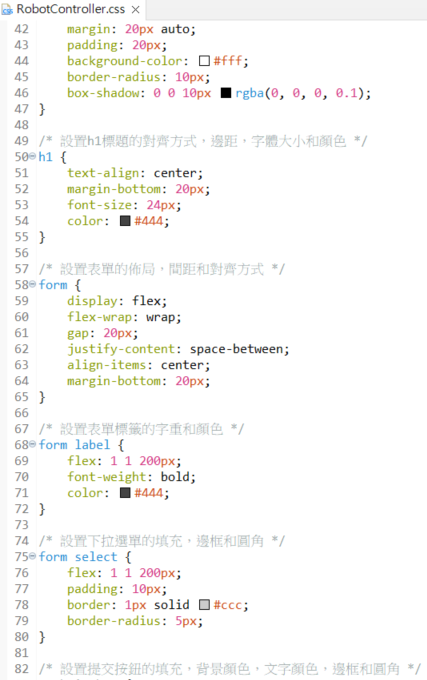 RobotController.css
42 margin: 20px auto;
43 padding: 20px;
44 background-color: #fff;
45 border-radius: 10px;
46 box-shadow: 0 0 10px rgba(0, 0, 0, 0.1);
47 }
48
49 /* 設置h1標題的對齊方式，邊距，字體大小和顏色 */
50 h1 {
51 text-align: center;
52 margin-bottom: 20px;
53 font-size: 24px;
54 color: #444;
55 }
56
57 /* 設置表單的佈局，間距和對齊方式 */
58 form {
59 display: flex;
60 flex-wrap: wrap;
61 gap: 20px;
62 justify-content: space-between;
63 align-items: center;
64 margin-bottom: 20px;
65 }
66
67 /* 設置表單標籤的字重和顏色 */
68 form label {
69 flex: 1 1 200px;
70 font-weight: bold;
71 color: #444;
72 }
73
74 /* 設置下拉選單的填充，邊框和圓角 */
75 form select {
76 flex: 1 1 200px;
77 padding: 10px;
78 border: 1px solid #ccc;
79 border-radius: 5px;
80 }
81
82 /* 設置提交按鈕的填充，背景顏色，文字顏色，邊框和圓角 */